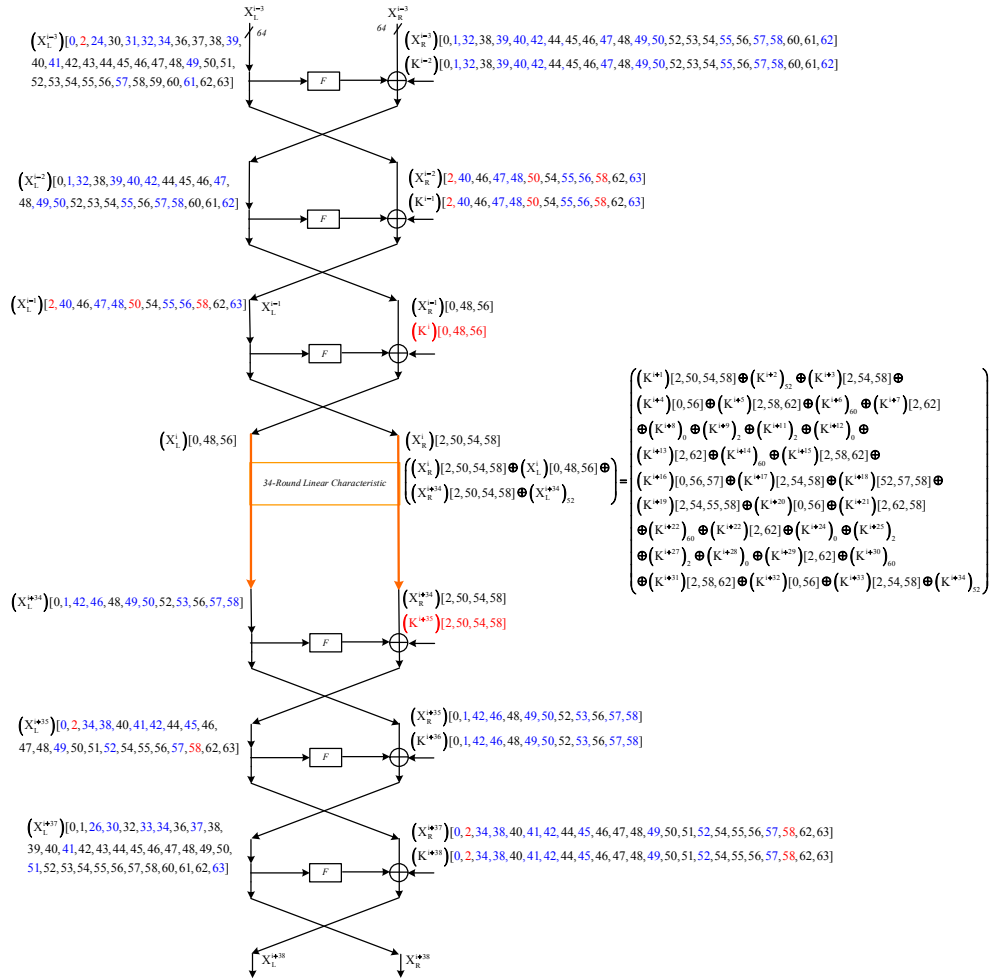 X_L^{i−3} X_R^{i−3}
64 64
(X_L^{i−3})[0, 2, 24, 30, 31, 32, 34, 36, 37, 38, 39,
40, 41, 42, 43, 44, 45, 46, 47, 48, 49, 50, 51,
52, 53, 54, 55, 56, 57, 58, 59, 60, 61, 62, 63]
(X_R^{i−3})[0, 1, 32, 38, 39, 40, 42, 44, 45, 46, 47, 48, 49, 50, 52, 53, 54, 55, 56, 57, 58, 60, 61, 62]
(K^{i−2})[0, 1, 32, 38, 39, 40, 42, 44, 45, 46, 47, 48, 49, 50, 52, 53, 54, 55, 56, 57, 58, 60, 61, 62]
F
(X_L^{i−2})[0, 1, 32, 38, 39, 40, 42, 44, 45, 46, 47,
48, 49, 50, 52, 53, 54, 55, 56, 57, 58, 60, 61, 62]
(X_R^{i−2})[2, 40, 46, 47, 48, 50, 54, 55, 56, 58, 62, 63]
(K^{i−1})[2, 40, 46, 47, 48, 50, 54, 55, 56, 58, 62, 63]
F
(X_L^{i−1})[2, 40, 46, 47, 48, 50, 54, 55, 56, 58, 62, 63] X_L^{i−1}
(X_R^{i−1})[0, 48, 56]
(K^i)[0, 48, 56]
F
(X_L^i)[0, 48, 56]
(X_R^i)[2, 50, 54, 58]
34-Round Linear Characteristic
((X_R^i)[2, 50, 54, 58] ⊕ (X_L^i)[0, 48, 56] ⊕
(X_R^{i+34})[2, 50, 54, 58] ⊕ (X_L^{i+34})_{52}) =
(K^{i+1})[2, 50, 54, 58] ⊕ (K^{i+2})_{52} ⊕ (K^{i+3})[2, 54, 58] ⊕
(K^{i+4})[0, 56] ⊕ (K^{i+5})[2, 58, 62] ⊕ (K^{i+6})_{60} ⊕ (K^{i+7})[2, 62]
⊕ (K^{i+8})_0 ⊕ (K^{i+9})_2 ⊕ (K^{i+11})_2 ⊕ (K^{i+12})_0 ⊕
(K^{i+13})[2, 62] ⊕ (K^{i+14})_{60} ⊕ (K^{i+15})[2, 58, 62] ⊕
(K^{i+16})[0, 56, 57] ⊕ (K^{i+17})[2, 54, 58] ⊕ (K^{i+18})[52, 57, 58] ⊕
(K^{i+19})[2, 54, 55, 58] ⊕ (K^{i+20})[0, 56] ⊕ (K^{i+21})[2, 62, 58]
⊕ (K^{i+22})_{60} ⊕ (K^{i+22})[2, 62] ⊕ (K^{i+24})_0 ⊕ (K^{i+25})_2
⊕ (K^{i+27})_2 ⊕ (K^{i+28})_0 ⊕ (K^{i+29})[2, 62] ⊕ (K^{i+30})_{60}
⊕ (K^{i+31})[2, 58, 62] ⊕ (K^{i+32})[0, 56] ⊕ (K^{i+33})[2, 54, 58] ⊕ (K^{i+34})_{52}
(X_L^{i+34})[0, 1, 42, 46, 48, 49, 50, 52, 53, 56, 57, 58]
(X_R^{i+34})[2, 50, 54, 58]
(K^{i+35})[2, 50, 54, 58]
F
(X_L^{i+35})[0, 2, 34, 38, 40, 41, 42, 44, 45, 46,
47, 48, 49, 50, 51, 52, 54, 55, 56, 57, 58, 62, 63]
(X_R^{i+35})[0, 1, 42, 46, 48, 49, 50, 52, 53, 56, 57, 58]
(K^{i+36})[0, 1, 42, 46, 48, 49, 50, 52, 53, 56, 57, 58]
F
(X_L^{i+37})[0, 1, 26, 30, 32, 33, 34, 36, 37, 38,
39, 40, 41, 42, 43, 44, 45, 46, 47, 48, 49, 50,
51, 52, 53, 54, 55, 56, 57, 58, 60, 61, 62, 63]
(X_R^{i+37})[0, 2, 34, 38, 40, 41, 42, 44, 45, 46, 47, 48, 49, 50, 51, 52, 54, 55, 56, 57, 58, 62, 63]
(K^{i+38})[0, 2, 34, 38, 40, 41, 42, 44, 45, 46, 47, 48, 49, 50, 51, 52, 54, 55, 56, 57, 58, 62, 63]
F
X_L^{i+38} X_R^{i+38}